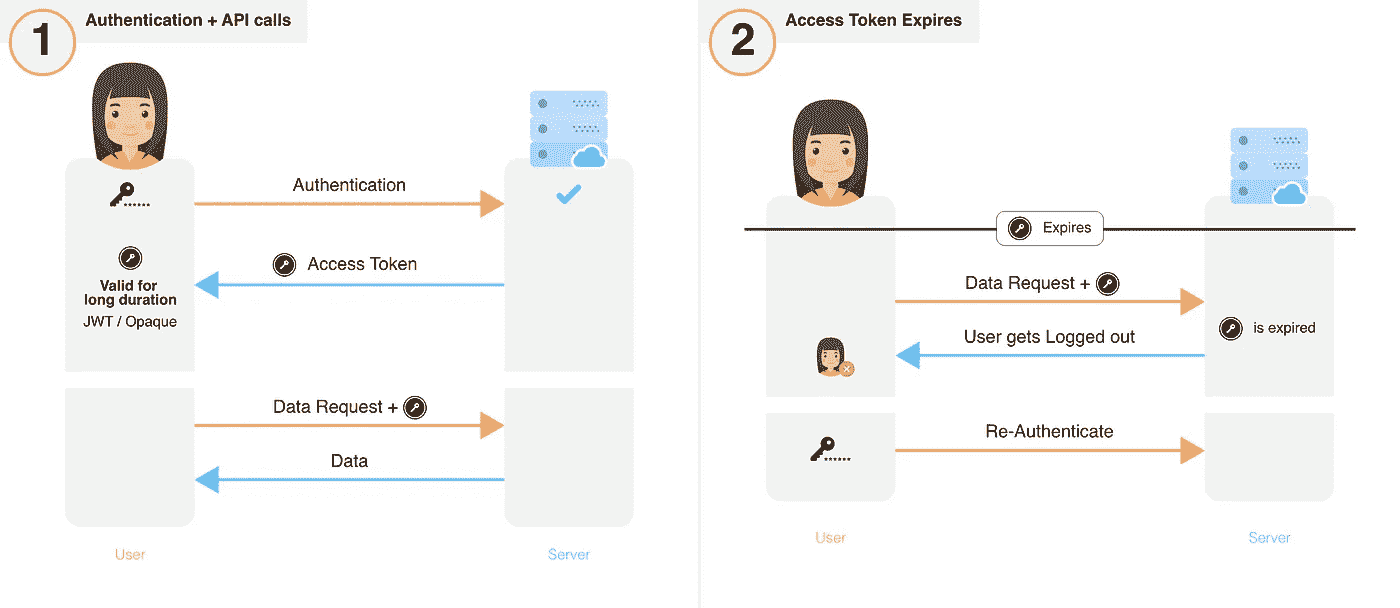 1
Authentication + API calls
Authentication
Access Token
Valid for
long duration
JWT / Opaque
Data Request +
Data
User
Server
2
Access Token Expires
Expires
Data Request +
is expired
User gets Logged out
Re-Authenticate
User
Server